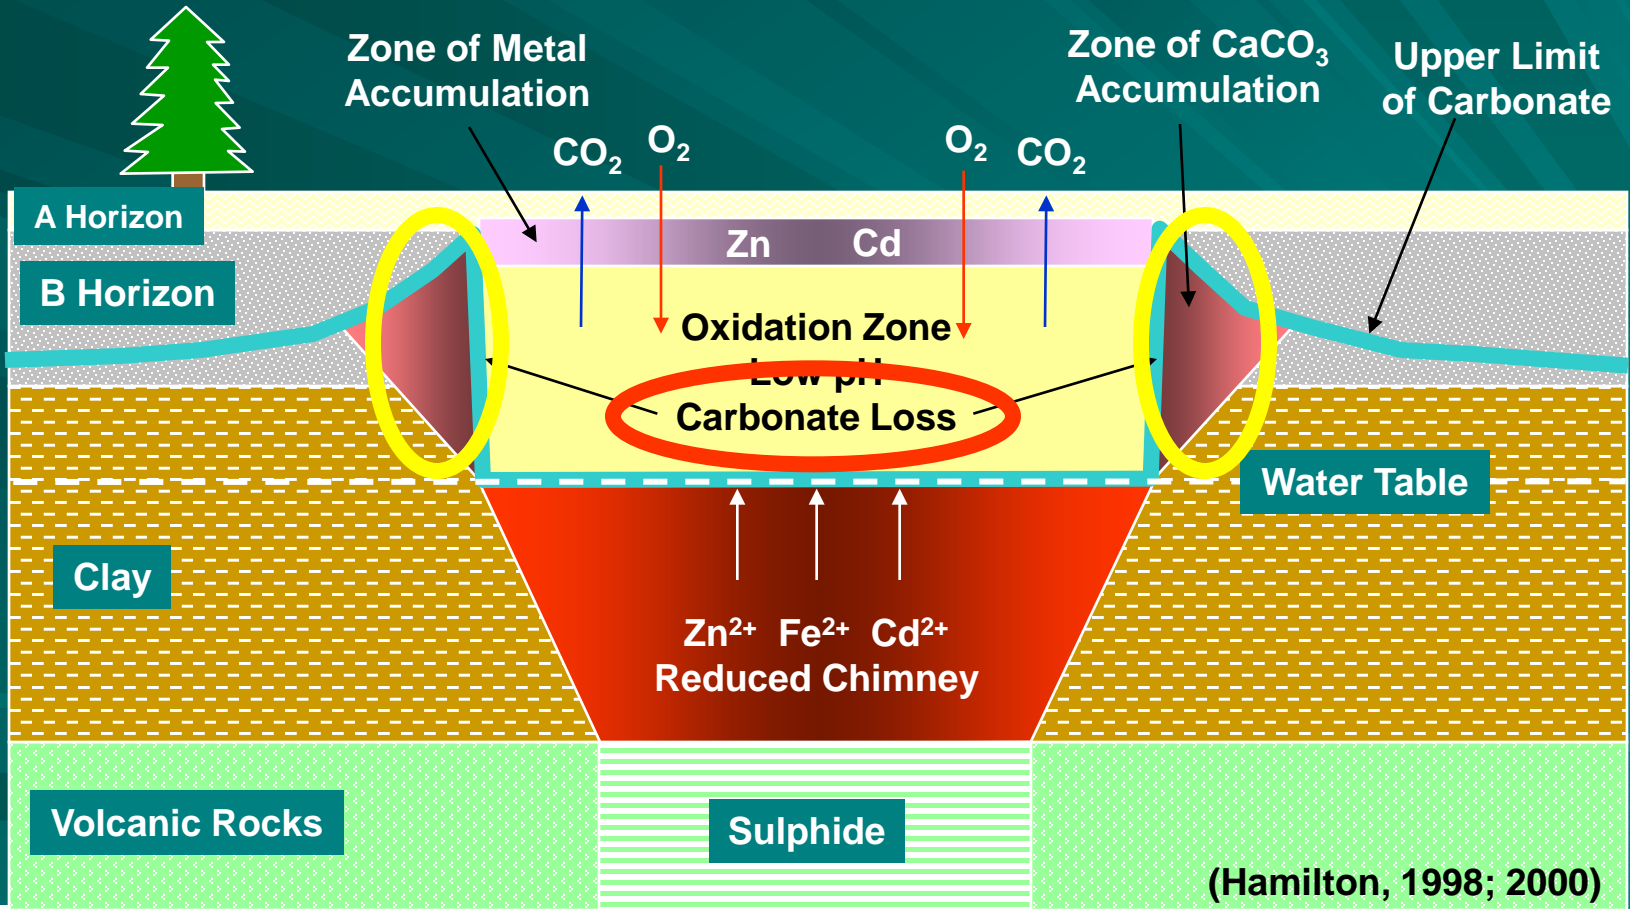 Zone of Metal
Accumulation
Zone of CaCO₃
Accumulation
Upper Limit
of Carbonate
CO₂
O₂
O₂
CO₂
A Horizon
Zn Cd
B Horizon
Oxidation Zone
Low pH
Carbonate Loss
Water Table
Clay
Zn²⁺ Fe²⁺ Cd²⁺
Reduced Chimney
Volcanic Rocks
Sulphide
(Hamilton, 1998; 2000)